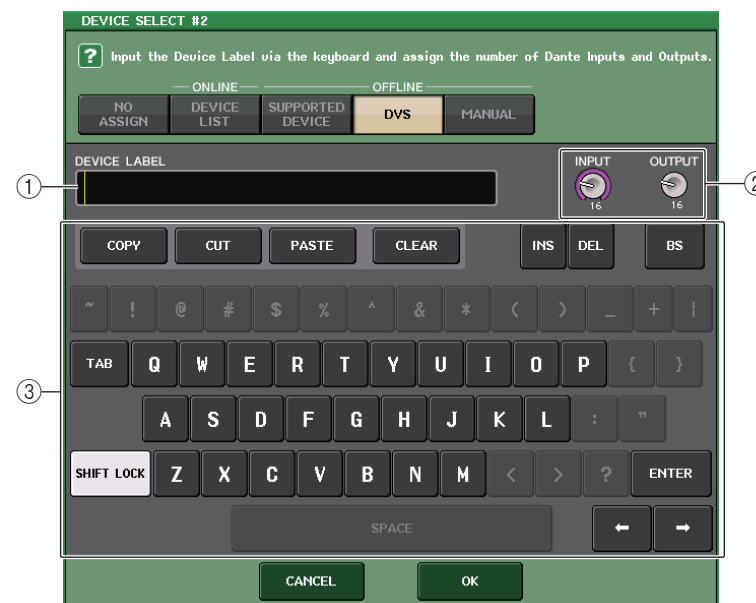 DEVICE SELECT #2
? Input the Device Label via the keyboard and assign the number of Dante Inputs and Outputs.
ONLINE OFFLINE
NO ASSIGN DEVICE LIST SUPPORTED DEVICE DVS MANUAL
DEVICE LABEL INPUT OUTPUT
① ②
16 16
COPY CUT PASTE CLEAR INS DEL BS
~ ! @ # $ % ^ & * ( ) _ + ¦
③
TAB Q W E R T Y U I O P { }
A S D F G H J K L : "
SHIFT LOCK Z X C V B N M < > ? ENTER
SPACE ← →
CANCEL OK